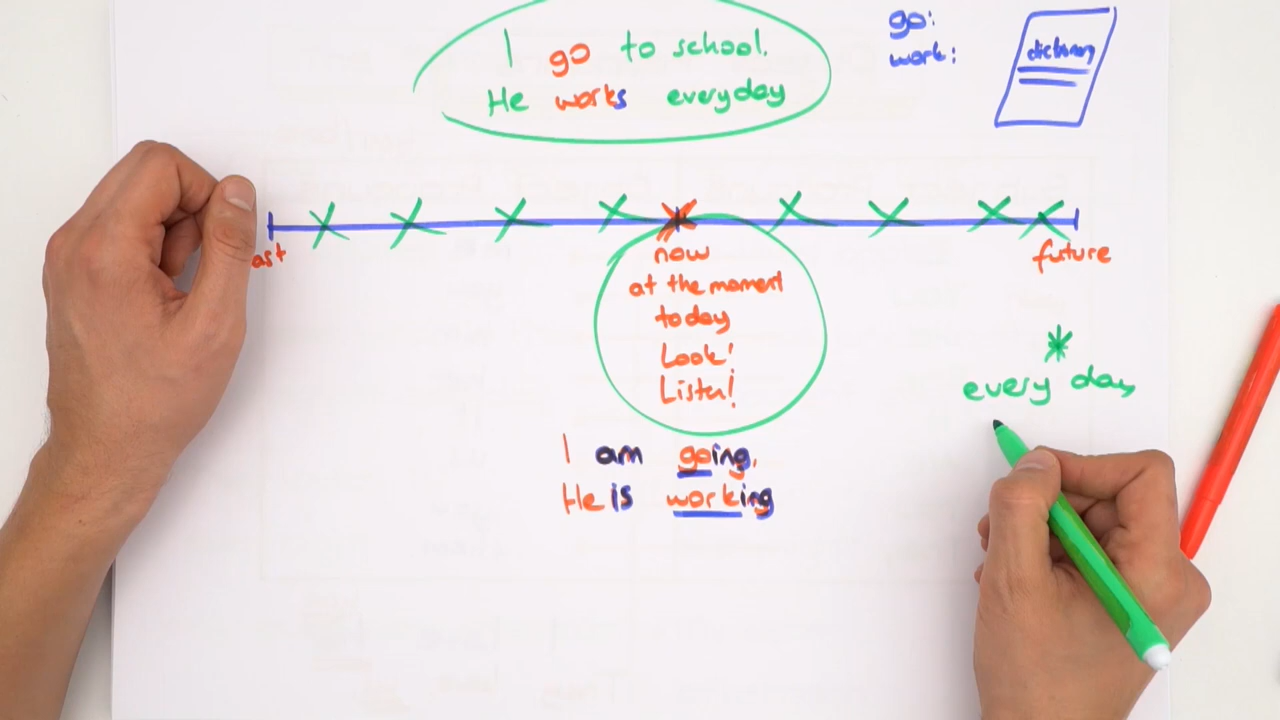 I go to school.
He works everyday
go:
work:
dictionary
ast
future
now
at the moment
today
Look!
Listen!
every day
I am going.
He is working